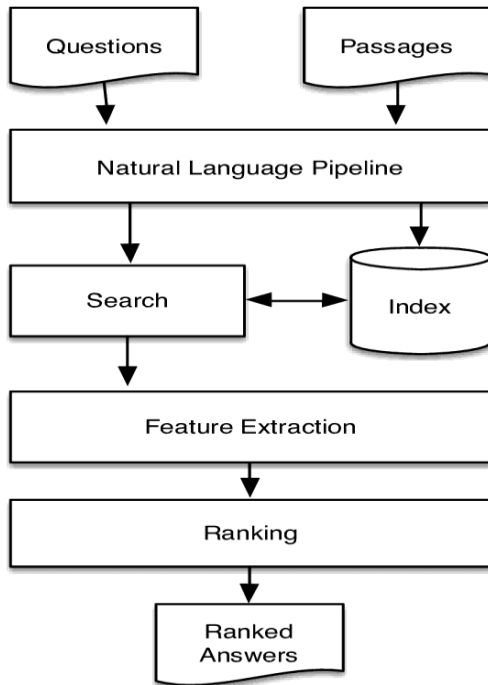 Questions
Passages
Natural Language Pipeline
Search
Index
Feature Extraction
Ranking
Ranked
Answers